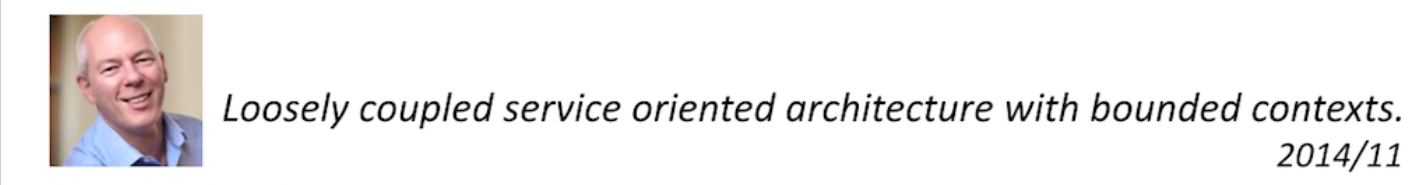 Loosely coupled service oriented architecture with bounded contexts.
2014/11